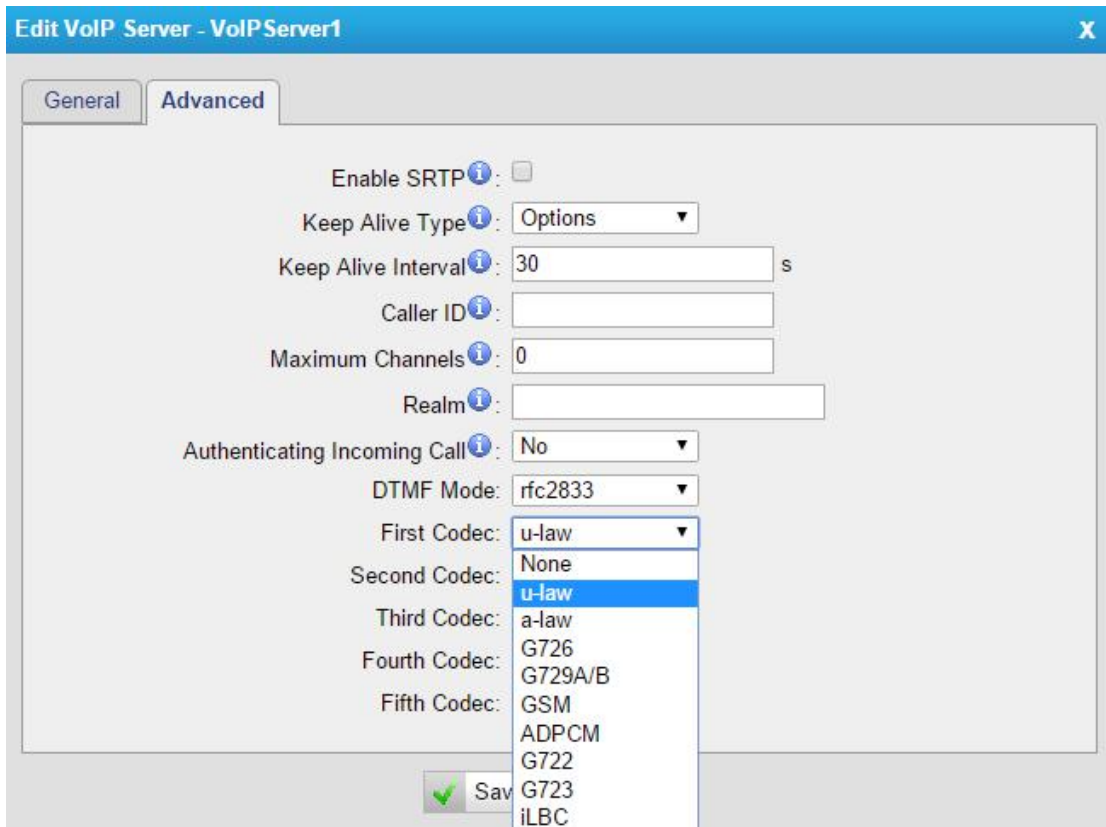 Edit VoIP Server - VoIPServer1 X
General Advanced
Enable SRTP i :
Keep Alive Type i : Options
Keep Alive Interval i : 30 s
Caller ID i :
Maximum Channels i : 0
Realm i :
Authenticating Incoming Call i : No
DTMF Mode: rfc2833
First Codec: u-law
None
Second Codec:
u-law
Third Codec: a-law
G726
Fourth Codec:
G729A/B
Fifth Codec: GSM
ADPCM
G722
Sav G723
iLBC